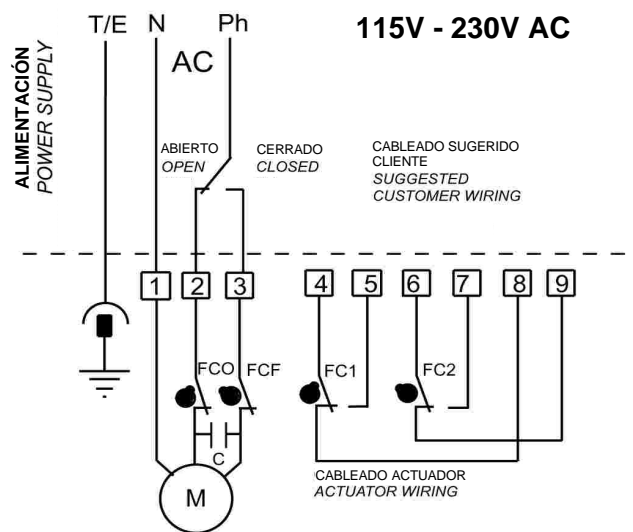 T/E N Ph
115V - 230V AC
AC
ALIMENTACIÓN
POWER SUPPLY
ABIERTO
OPEN
CERRADO
CLOSED
CABLEADO SUGERIDO
CLIENTE
SUGGESTED
CUSTOMER WIRING
1 2 3 4 5 6 7 8 9
FCO FCF FC1 FC2
C
M
CABLEADO ACTUADOR
ACTUATOR WIRING